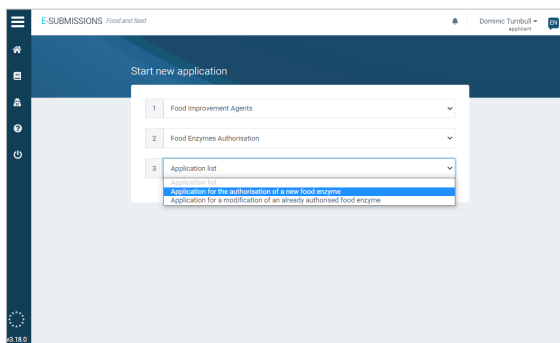 E-SUBMISSIONS Food and feed
Dominic Turnbull
applicant
EN
Start new application
1 Food Improvement Agents
2 Food Enzymes Authorisation
3 Application list
Application list
Application for the authorisation of a new food enzyme
Application for a modification of an already authorised food enzyme
v3.18.0